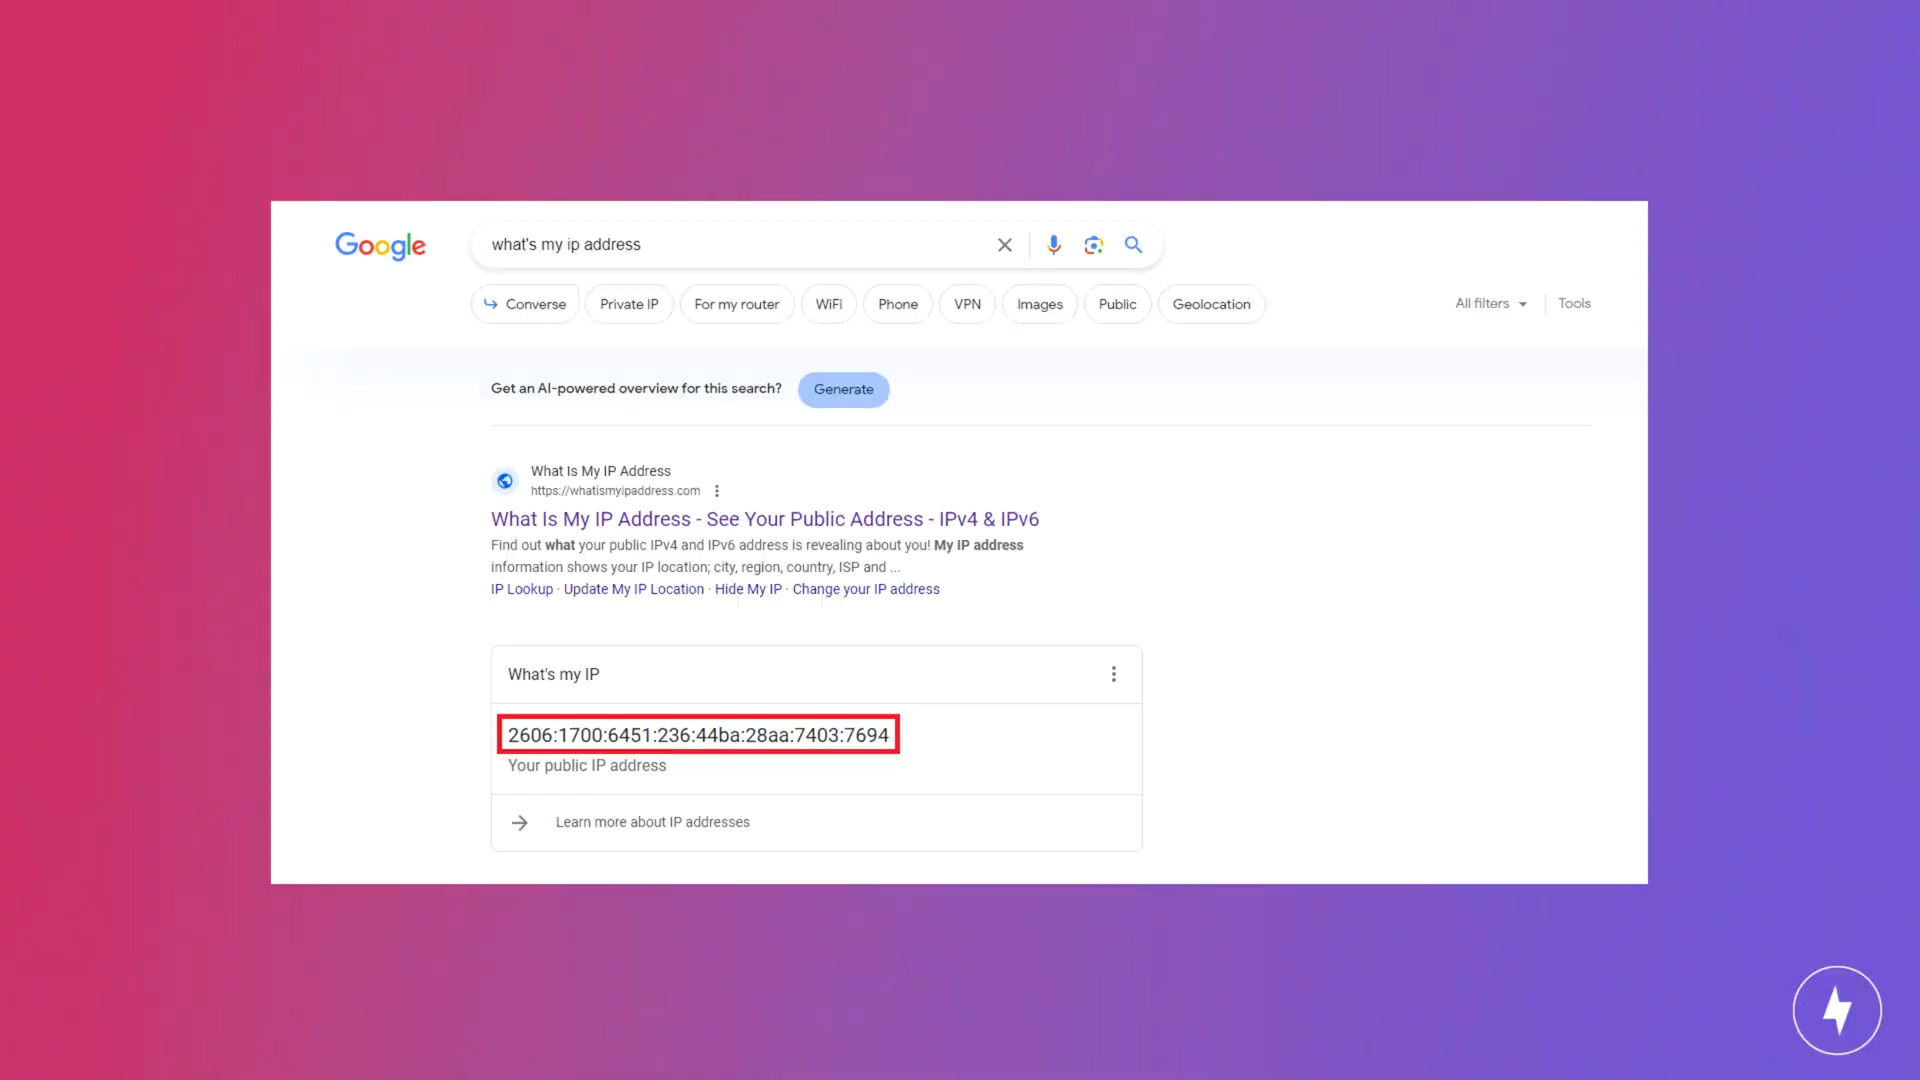 Google
what's my ip address
Converse Private IP For my router WiFi Phone VPN Images Public Geolocation All filters Tools
Get an AI-powered overview for this search? Generate
What Is My IP Address
https://whatismyipaddress.com
What Is My IP Address - See Your Public Address - IPv4 & IPv6
Find out what your public IPv4 and IPv6 address is revealing about you! My IP address
information shows your IP location; city, region, country, ISP and ...
IP Lookup · Update My IP Location · Hide My IP · Change your IP address
What's my IP
2606:1700:6451:236:44ba:28aa:7403:7694
Your public IP address
Learn more about IP addresses